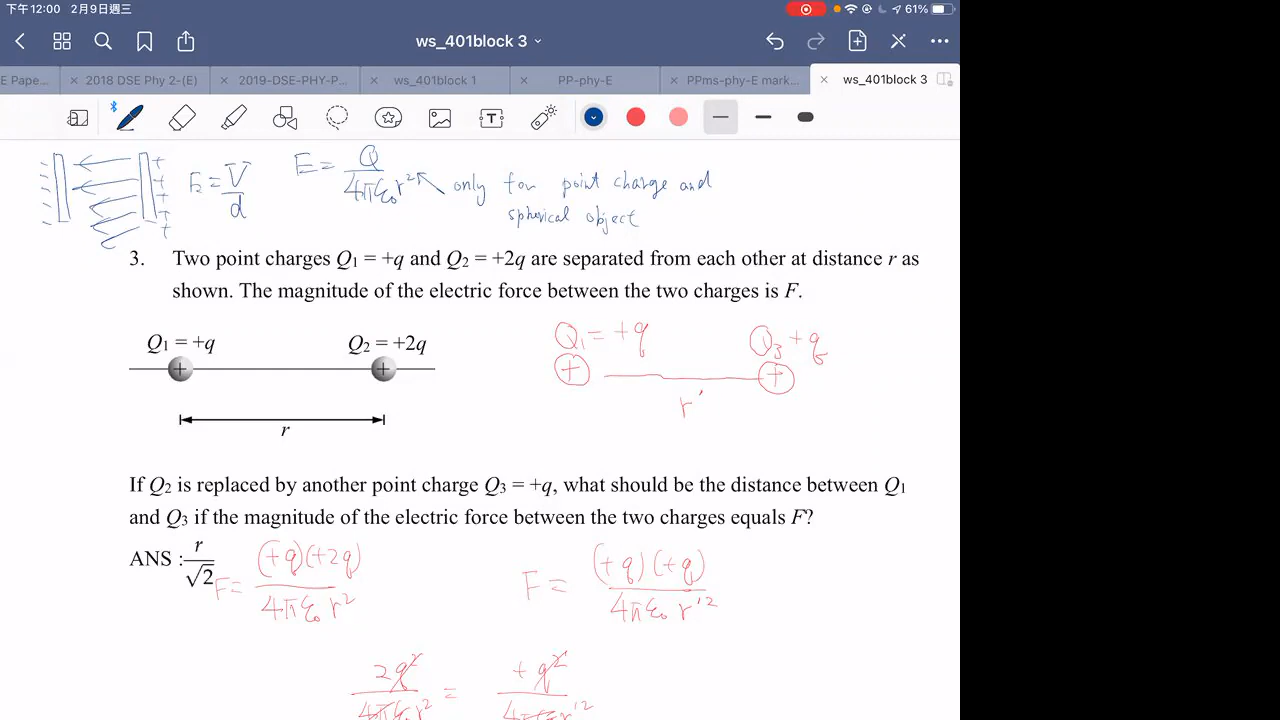 下午12:00 2月9日週三
61%
ws_401block 3
E Pape... 2018 DSE Phy 2-(E) 2019-DSE-PHY-P... ws_401block 1 PP-phy-E PPms-phy-E mark... ws_401block 3
E = V/d E = Q/4πε₀r² only for point charge and
spherical object
3. Two point charges Q₁ = +q and Q₂ = +2q are separated from each other at distance r as
shown. The magnitude of the electric force between the two charges is F.
Q₁ = +q Q₂ = +2q
+ +
r
Q₁ = +q Q₃ +q
+ +
r'
If Q₂ is replaced by another point charge Q₃ = +q, what should be the distance between Q₁
and Q₃ if the magnitude of the electric force between the two charges equals F?
ANS : r/√2
F = (+q)(+2q)/4πε₀r² F = (+q)(+q)/4πε₀r'²
2q²/4πε₀r² = +q²/4πε₀r'²